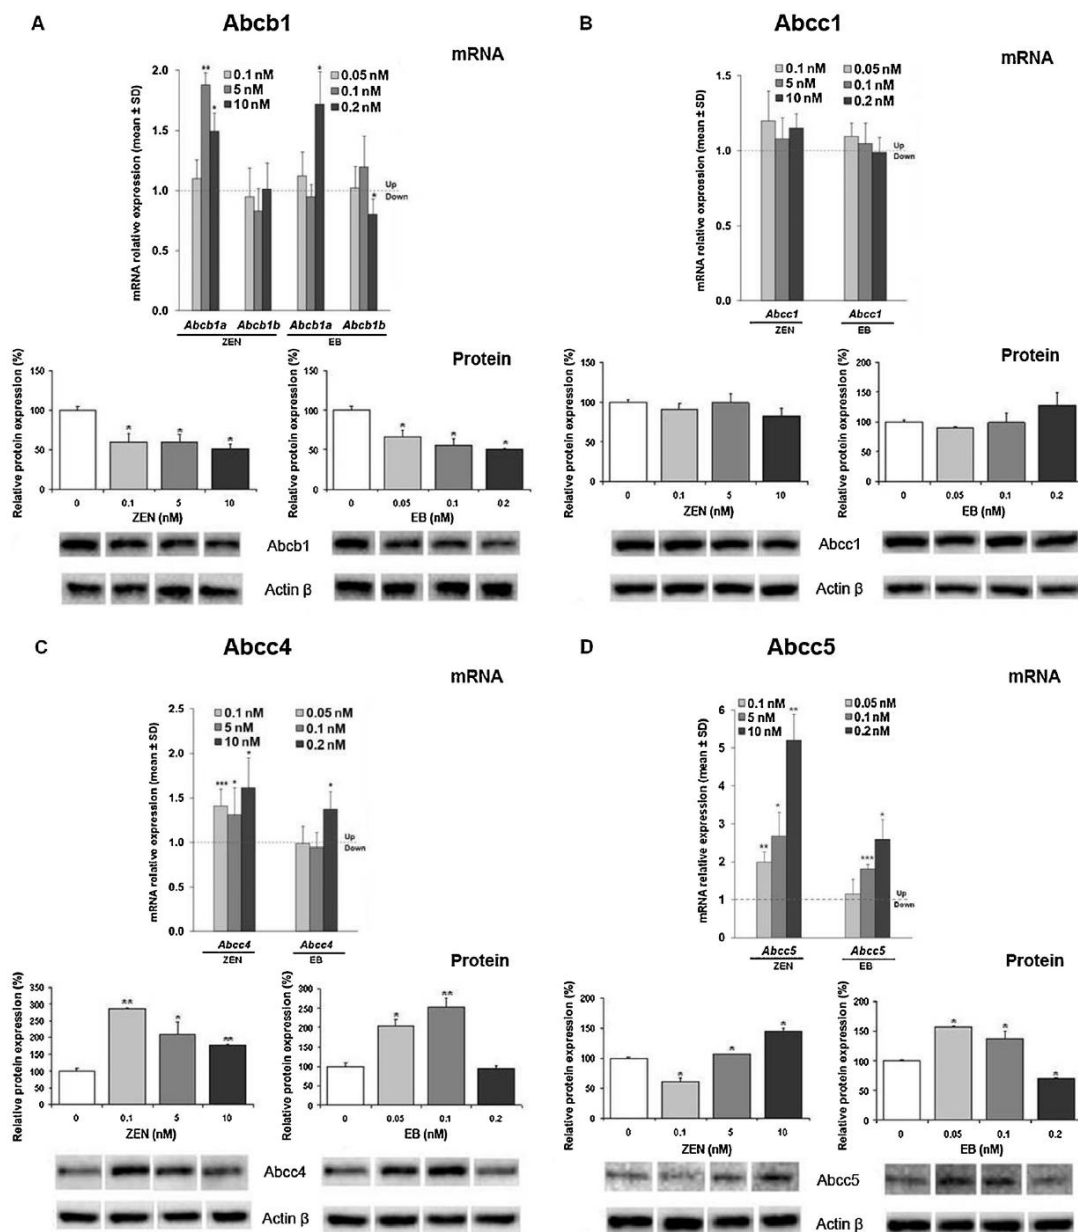 A
Abcb1
mRNA
mRNA relative expression (mean ± SD)
2.0
1.5
1.0
0.5
0.0
0.1 nM
5 nM
10 nM
0.05 nM
0.1 nM
0.2 nM
**
*
*
*
Up
Down
Abcb1a Abcb1b Abcb1a Abcb1b
ZEN EB
Protein
Relative protein expression (%)
150
100
50
0
* * *
0 0.1 5 10
ZEN (nM)
Relative protein expression (%)
150
100
50
0
* * *
0 0.05 0.1 0.2
EB (nM)
Abcb1
Actin β
B
Abcc1
mRNA
mRNA relative expression (mean ± SD)
1.5
1.0
0.5
0.0
0.1 nM
5 nM
10 nM
0.05 nM
0.1 nM
0.2 nM
Up
Down
Abcc1 Abcc1
ZEN EB
Protein
Relative protein expression (%)
150
100
50
0
0 0.1 5 10
ZEN (nM)
Relative protein expression (%)
200
150
100
50
0
0 0.05 0.1 0.2
EB (nM)
Abcc1
Actin β
C
Abcc4
mRNA
mRNA relative expression (mean ± SD)
2.5
2.0
1.5
1.0
0.5
0.0
0.1 nM
5 nM
10 nM
0.05 nM
0.1 nM
0.2 nM
*** * *
*
Up
Down
Abcc4 Abcc4
ZEN EB
Protein
Relative protein expression (%)
350
300
250
200
150
100
50
0
** * **
0 0.1 5 10
ZEN (nM)
Relative protein expression (%)
300
250
200
150
100
50
0
* **
0 0.05 0.1 0.2
EB (nM)
Abcc4
Actin β
D
Abcc5
mRNA
mRNA relative expression (mean ± SD)
6
5
4
3
2
1
0
0.1 nM
5 nM
10 nM
0.05 nM
0.1 nM
0.2 nM
** * **
*** *
Up
Down
Abcc5 Abcc5
ZEN EB
Protein
Relative protein expression (%)
200
150
100
50
0
* * *
0 0.1 5 10
ZEN (nM)
Relative protein expression (%)
200
150
100
50
0
* * *
0 0.05 0.1 0.2
EB (nM)
Abcc5
Actin β